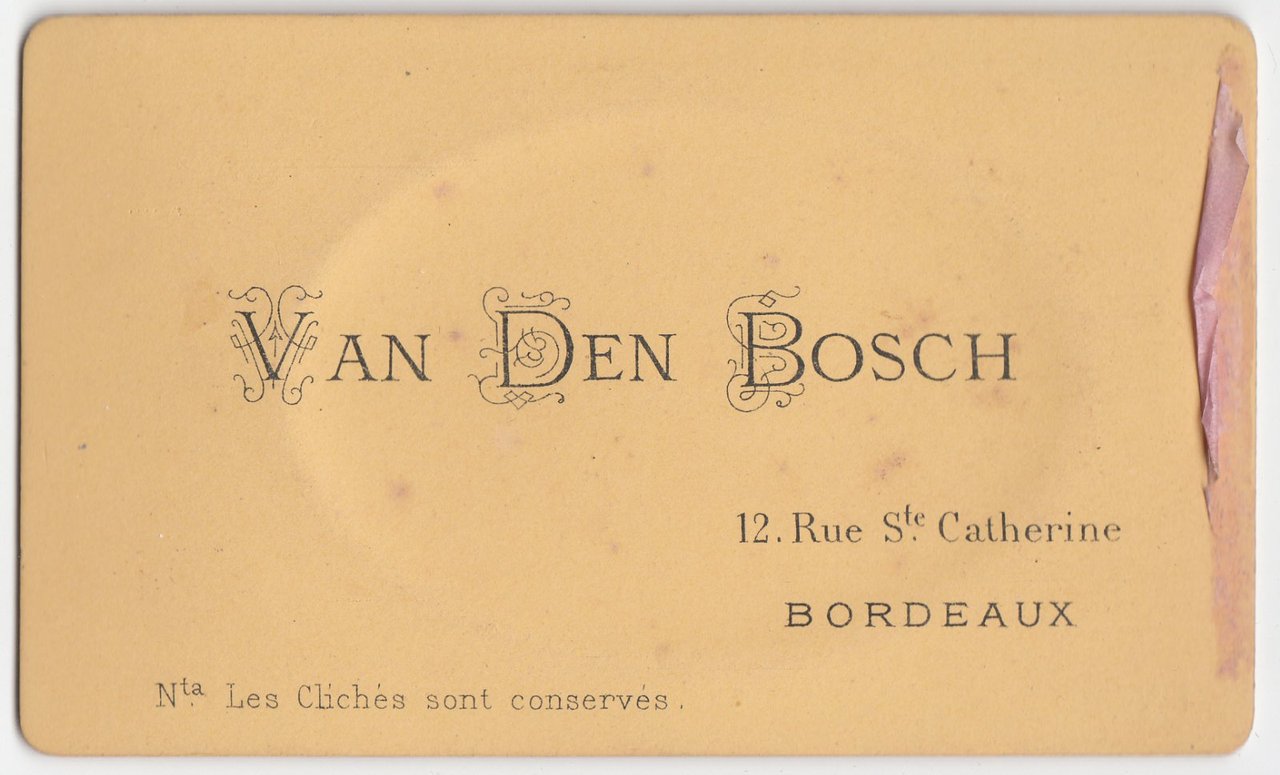 VAN DEN BOSCH
12. Rue Ste. Catherine
BORDEAUX
Nta. Les Clichés sont conservés.